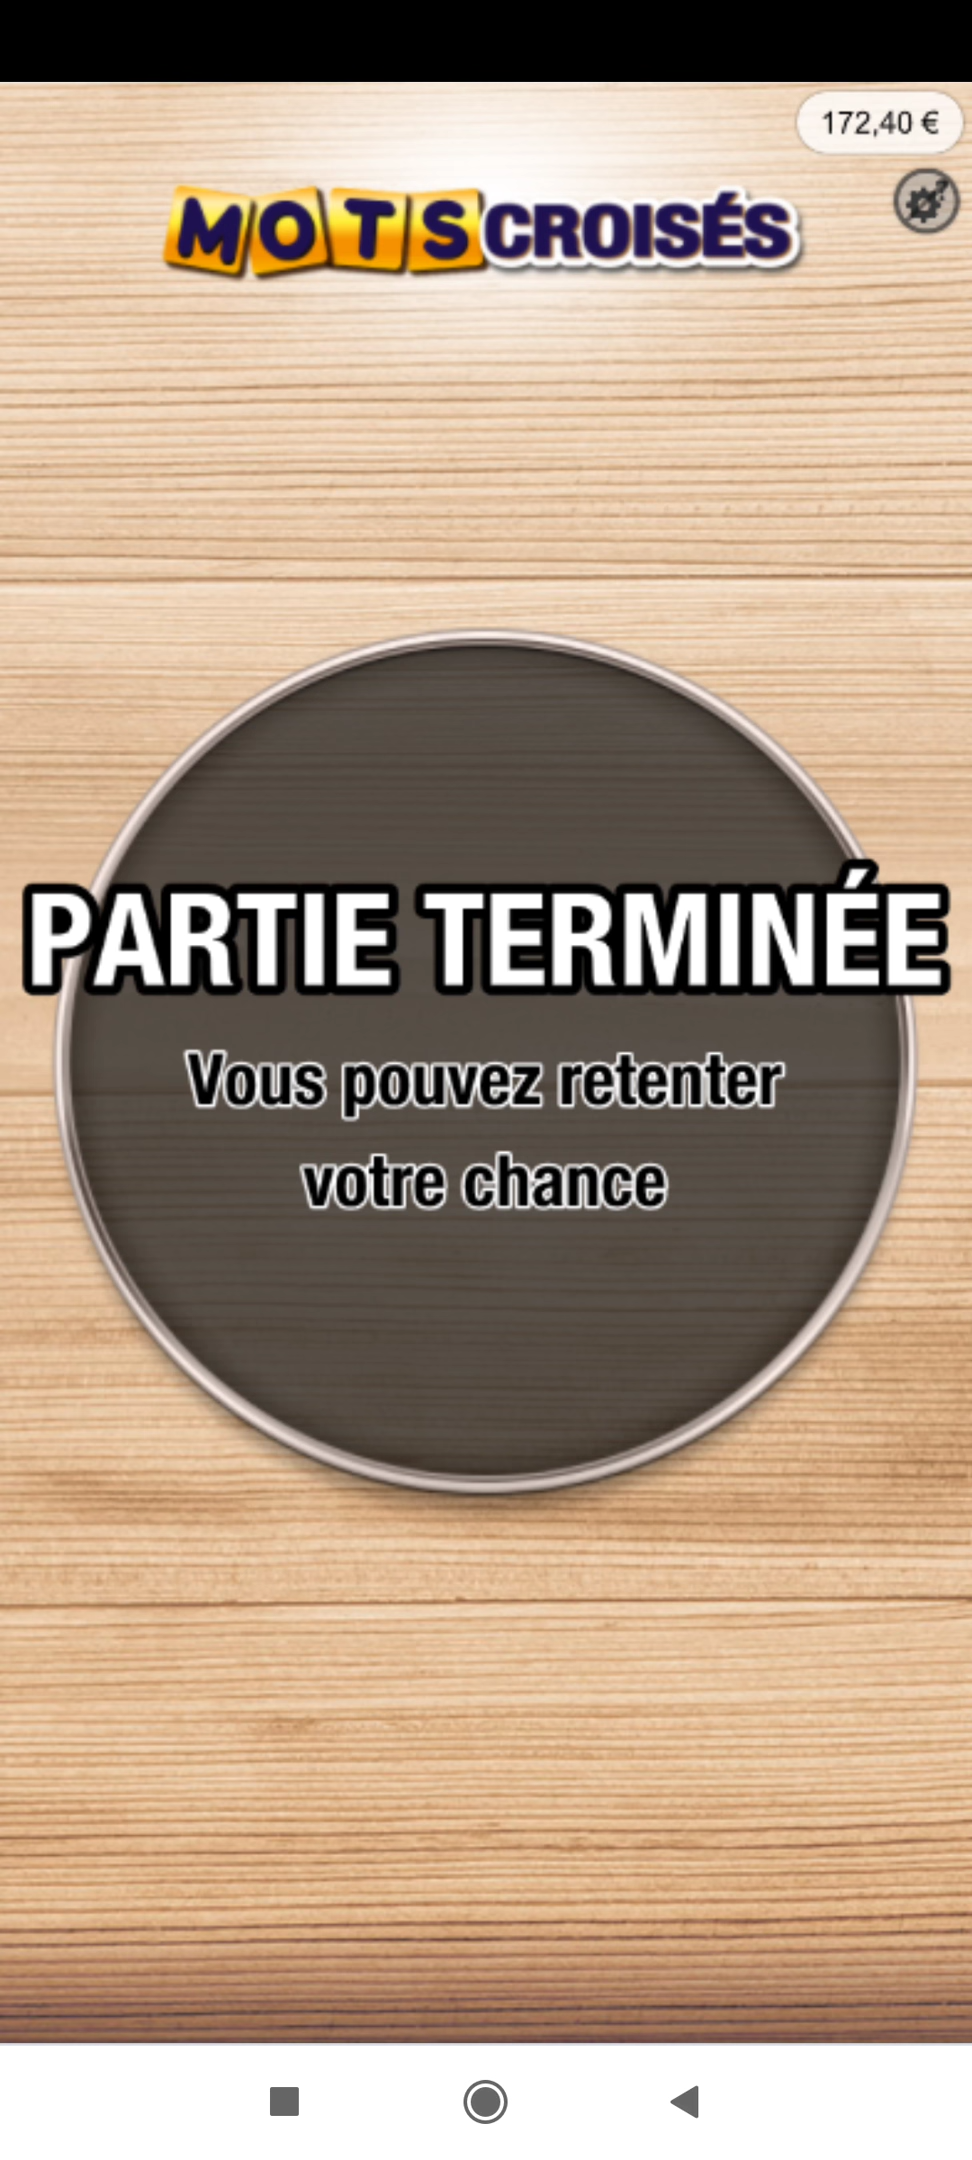 172,40 €
MOTS CROISÉS
PARTIE TERMINÉE
Vous pouvez retenter
votre chance